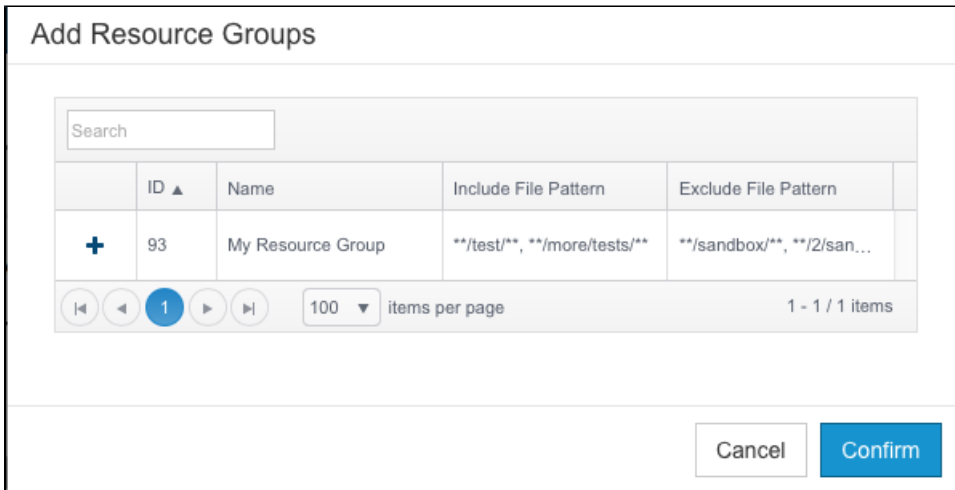 Add Resource Groups
Search
ID ▲ Name Include File Pattern Exclude File Pattern
93 My Resource Group **/test/**, **/more/tests/** **/sandbox/**, **/2/san...
1 100 ▼ items per page 1 - 1 / 1 items
Cancel Confirm